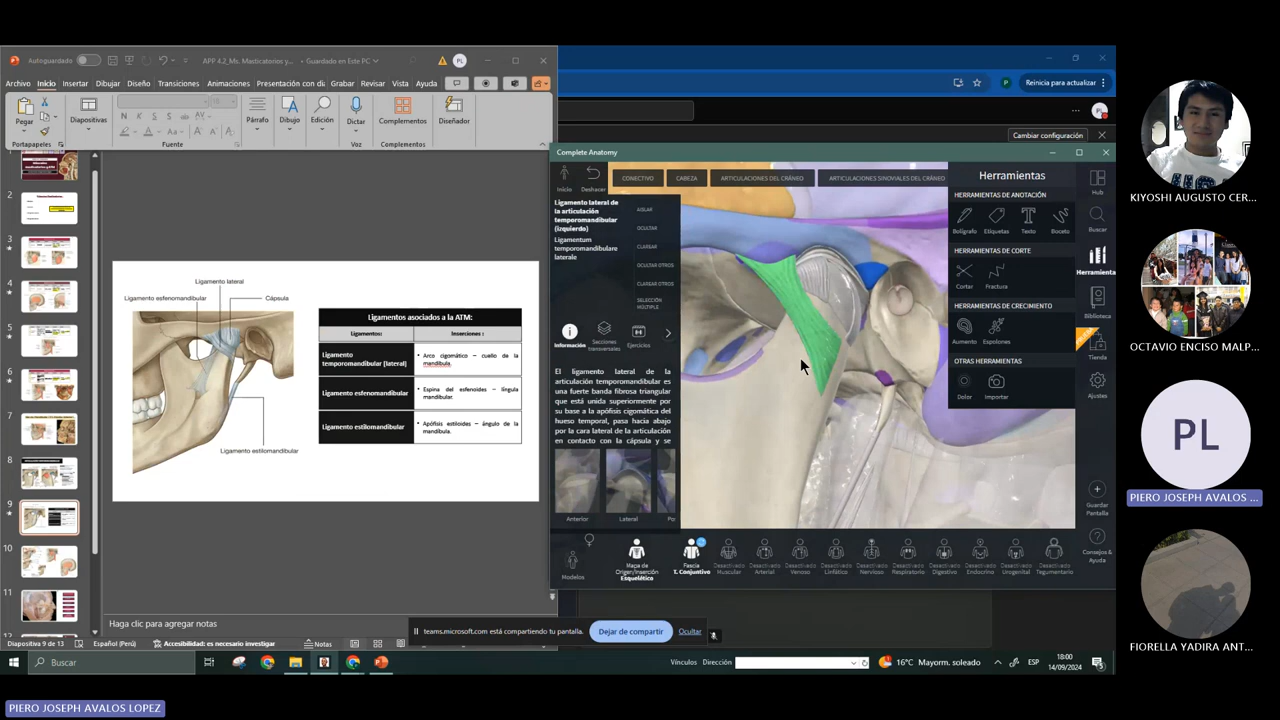 Autoguardado
APP 4.2_Ms. Masticatorios y... • Guardado en Este PC
PL
Archivo Inicio Insertar Dibujar Diseño Transiciones Animaciones Presentación con di Grabar Revisar Vista Ayuda
Pegar
Diapositivas
N K S S
Aa
Párrafo
Dibujo
Edición
Dictar
Complementos
Diseñador
Portapapeles
Fuente
Voz
Complementos
2
3
4
5
6
7
8
9
10
11
Ligamento lateral
Ligamento esfenomandibular
Cápsula
Ligamento estilomandibular
Ligamentos asociados a la ATM:
Ligamentos:
Inserciones :
Ligamento temporomandibular [lateral]
• Arco cigomático – cuello de la mandíbula.
Ligamento esfenomandibular
• Espina del esfenoides – língula mandibular.
Ligamento estilomandibular
• Apófisis estiloides – ángulo de la mandíbula.
Haga clic para agregar notas
Diapositiva 9 de 13
Español (Perú)
Accesibilidad: es necesario investigar
Notas
P
Reinicia para actualizar
Cambiar configuración
Complete Anatomy
Inicio
Deshacer
CONECTIVO
CABEZA
ARTICULACIONES DEL CRÁNEO
ARTICULACIONES SINOVIALES DEL CRÁNEO
Ligamento lateral de
la articulación
temporomandibular
(izquierdo)
Ligamentum
temporomandibulare
laterale
AISLAR
OCULTAR
CLAREAR
OCULTAR OTROS
CLAREAR OTROS
SELECCIÓN
MÚLTIPLE
Información
Secciones
transversales
Ejercicios
El ligamento lateral de la
articulación temporomandibular es
una fuerte banda fibrosa triangular
que está unida superiormente por
su base a la apófisis cigomática del
hueso temporal, pasa hacia abajo
por la cara lateral de la articulación
en contacto con la cápsula y se
Anterior
Lateral
Po
Herramientas
HERRAMIENTAS DE ANOTACIÓN
Bolígrafo
Etiquetas
Texto
Boceto
HERRAMIENTAS DE CORTE
Cortar
Fractura
HERRAMIENTAS DE CRECIMIENTO
Aumento
Espolones
OTRAS HERRAMIENTAS
Dolor
Importar
Hub
Buscar
Herramienta
Biblioteca
Tienda
Ajustes
Guardar
Pantalla
Consejos &
Ayuda
Modelos
Mapa de
Origen/Inserción
Esquelético
Fascia
T. Conjuntivo
Desactivado
Muscular
Desactivado
Arterial
Desactivado
Venoso
Desactivado
Linfático
Desactivado
Nervioso
Desactivado
Respiratorio
Desactivado
Digestivo
Desactivado
Endocrino
Desactivado
Urogenital
Desactivado
Tegumentario
teams.microsoft.com está compartiendo tu pantalla.
Dejar de compartir
Ocultar
Buscar
Vínculos
Dirección
16°C Mayorm. soleado
ESP
18:00
14/09/2024
KIYOSHI AUGUSTO CER...
OCTAVIO ENCISO MALP...
PL
PIERO JOSEPH AVALOS ...
FIORELLA YADIRA ANT...
PIERO JOSEPH AVALOS LOPEZ